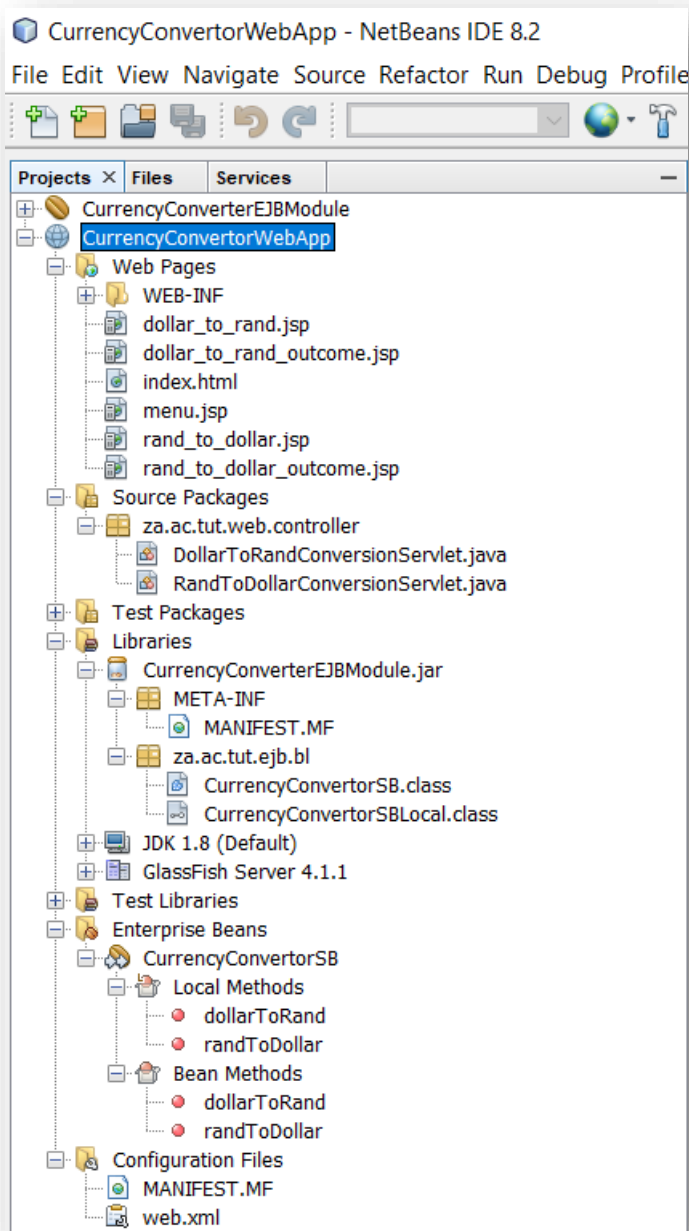 CurrencyConvertorWebApp - NetBeans IDE 8.2
File Edit View Navigate Source Refactor Run Debug Profile
Projects Files Services
CurrencyConverterEJBModule
CurrencyConvertorWebApp
Web Pages
WEB-INF
dollar_to_rand.jsp
dollar_to_rand_outcome.jsp
index.html
menu.jsp
rand_to_dollar.jsp
rand_to_dollar_outcome.jsp
Source Packages
za.ac.tut.web.controller
DollarToRandConversionServlet.java
RandToDollarConversionServlet.java
Test Packages
Libraries
CurrencyConverterEJBModule.jar
META-INF
MANIFEST.MF
za.ac.tut.ejb.bl
CurrencyConvertorSB.class
CurrencyConvertorSBLocal.class
JDK 1.8 (Default)
GlassFish Server 4.1.1
Test Libraries
Enterprise Beans
CurrencyConvertorSB
Local Methods
dollarToRand
randToDollar
Bean Methods
dollarToRand
randToDollar
Configuration Files
MANIFEST.MF
web.xml